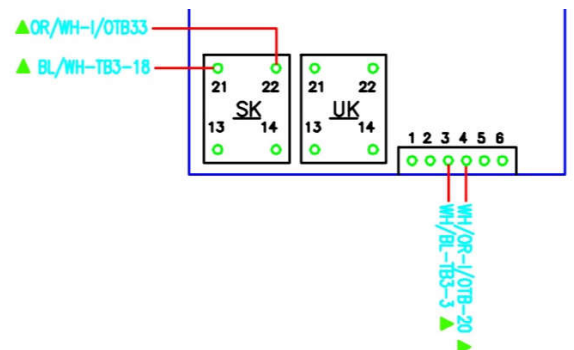 OR/WH-I/OTB33
BL/WH-TB3-18
21 22 21 22
SK UK
13 14 13 14
1 2 3 4 5 6
WH/BL-TB3-3
WH/OR-I/OTB-20